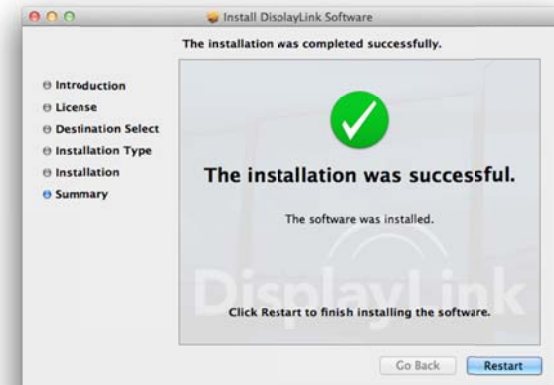 Install DisplayLink Software
The installation was completed successfully.
Introduction
License
Destination Select
Installation Type
Installation
Summary
The installation was successful.
The software was installed.
DisplayLink
Click Restart to finish installing the software.
Go Back
Restart